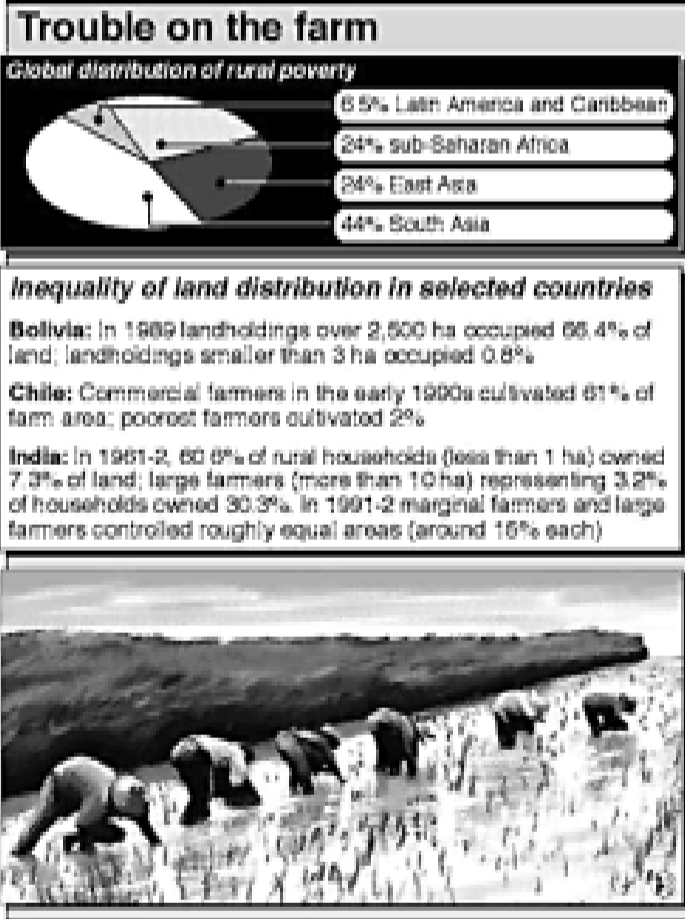 Trouble on the farm
Global distribution of rural poverty
6.5% Latin America and Caribbean
24% sub-Saharan Africa
24% East Asia
44% South Asia
Inequality of land distribution in selected countries
Bolivia: In 1989 landholdings over 2,500 ha occupied 66.4% of
land; landholdings smaller than 3 ha occupied 0.8%
Chile: Commercial farmers in the early 1990s cultivated 61% of
farm area; poorest farmers cultivated 2%
India: In 1961-2, 60.6% of rural households (less than 1 ha) owned
7.3% of land; large farmers (more than 10 ha) representing 3.2%
of households owned 30.3%. In 1991-2 marginal farmers and large
farmers controlled roughly equal areas (around 15% each)